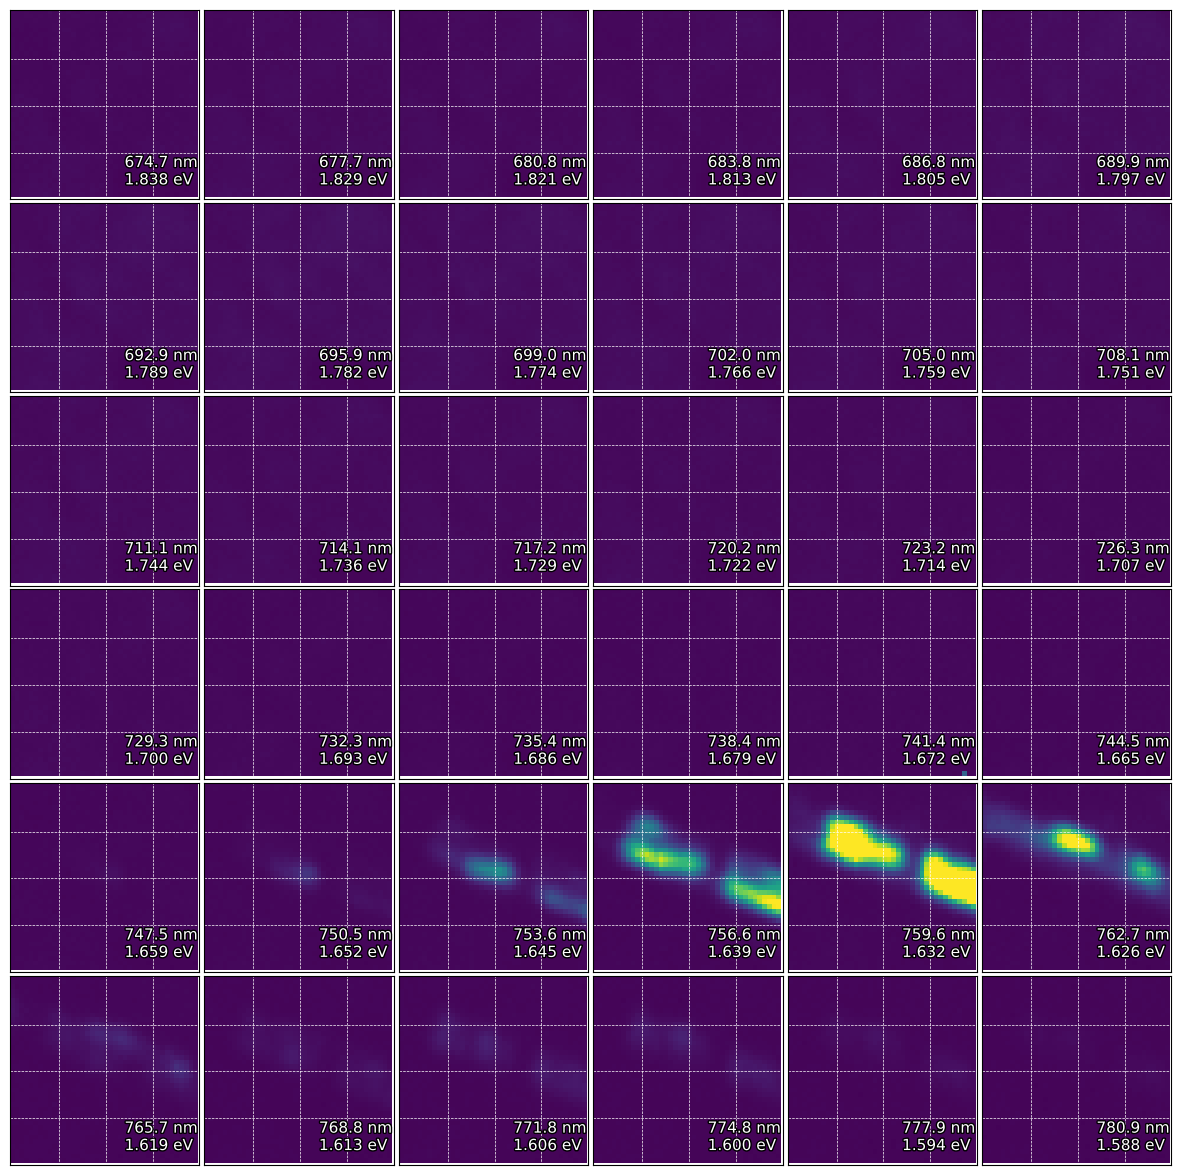 674.7 nm
1.838 eV
677.7 nm
1.829 eV
680.8 nm
1.821 eV
683.8 nm
1.813 eV
686.8 nm
1.805 eV
689.9 nm
1.797 eV
692.9 nm
1.789 eV
695.9 nm
1.782 eV
699.0 nm
1.774 eV
702.0 nm
1.766 eV
705.0 nm
1.759 eV
708.1 nm
1.751 eV
711.1 nm
1.744 eV
714.1 nm
1.736 eV
717.2 nm
1.729 eV
720.2 nm
1.722 eV
723.2 nm
1.714 eV
726.3 nm
1.707 eV
729.3 nm
1.700 eV
732.3 nm
1.693 eV
735.4 nm
1.686 eV
738.4 nm
1.679 eV
741.4 nm
1.672 eV
744.5 nm
1.665 eV
747.5 nm
1.659 eV
750.5 nm
1.652 eV
753.6 nm
1.645 eV
756.6 nm
1.639 eV
759.6 nm
1.632 eV
762.7 nm
1.626 eV
765.7 nm
1.619 eV
768.8 nm
1.613 eV
771.8 nm
1.606 eV
774.8 nm
1.600 eV
777.9 nm
1.594 eV
780.9 nm
1.588 eV